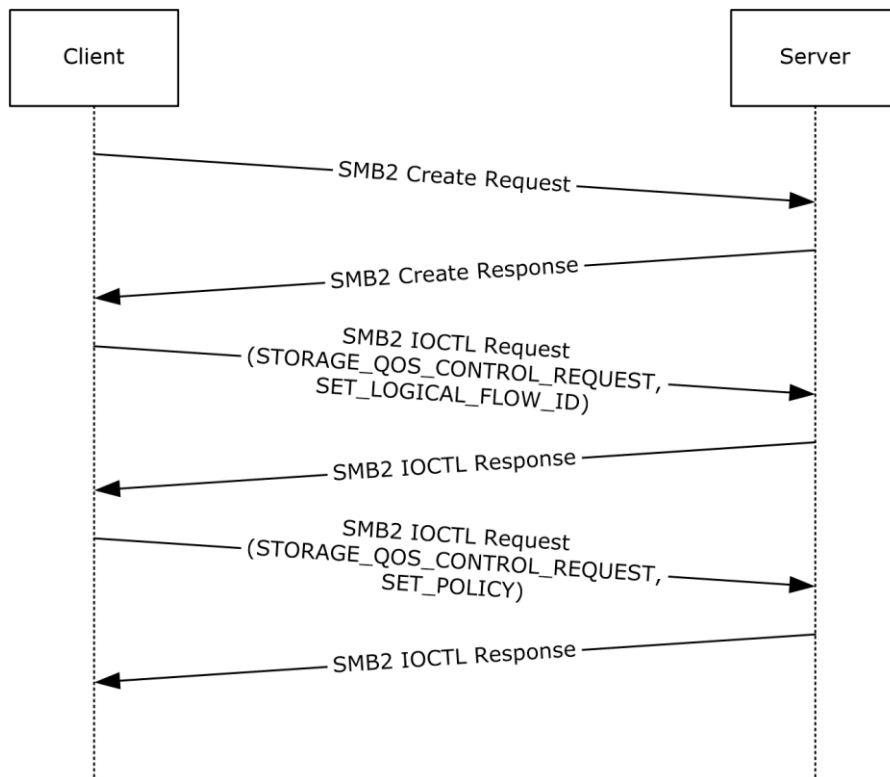 Client
Server
SMB2 Create Request
SMB2 Create Response
SMB2 IOCTL Request
(STORAGE_QOS_CONTROL_REQUEST,
SET_LOGICAL_FLOW_ID)
SMB2 IOCTL Response
SMB2 IOCTL Request
(STORAGE_QOS_CONTROL_REQUEST,
SET_POLICY)
SMB2 IOCTL Response